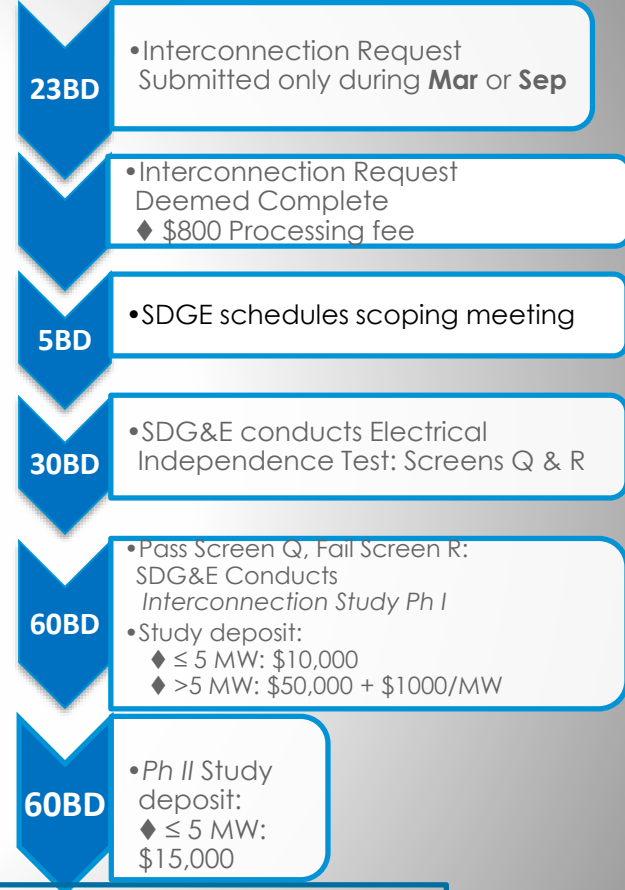 23BD
•Interconnection Request
Submitted only during Mar or Sep
•Interconnection Request
Deemed Complete
♦ $800 Processing fee
5BD
•SDGE schedules scoping meeting
30BD
•SDG&E conducts Electrical
Independence Test: Screens Q & R
60BD
•Pass Screen Q, Fail Screen R:
SDG&E Conducts
Interconnection Study Ph I
•Study deposit:
♦ ≤ 5 MW: $10,000
♦ >5 MW: $50,000 + $1000/MW
60BD
•Ph II Study
deposit:
♦ ≤ 5 MW:
$15,000